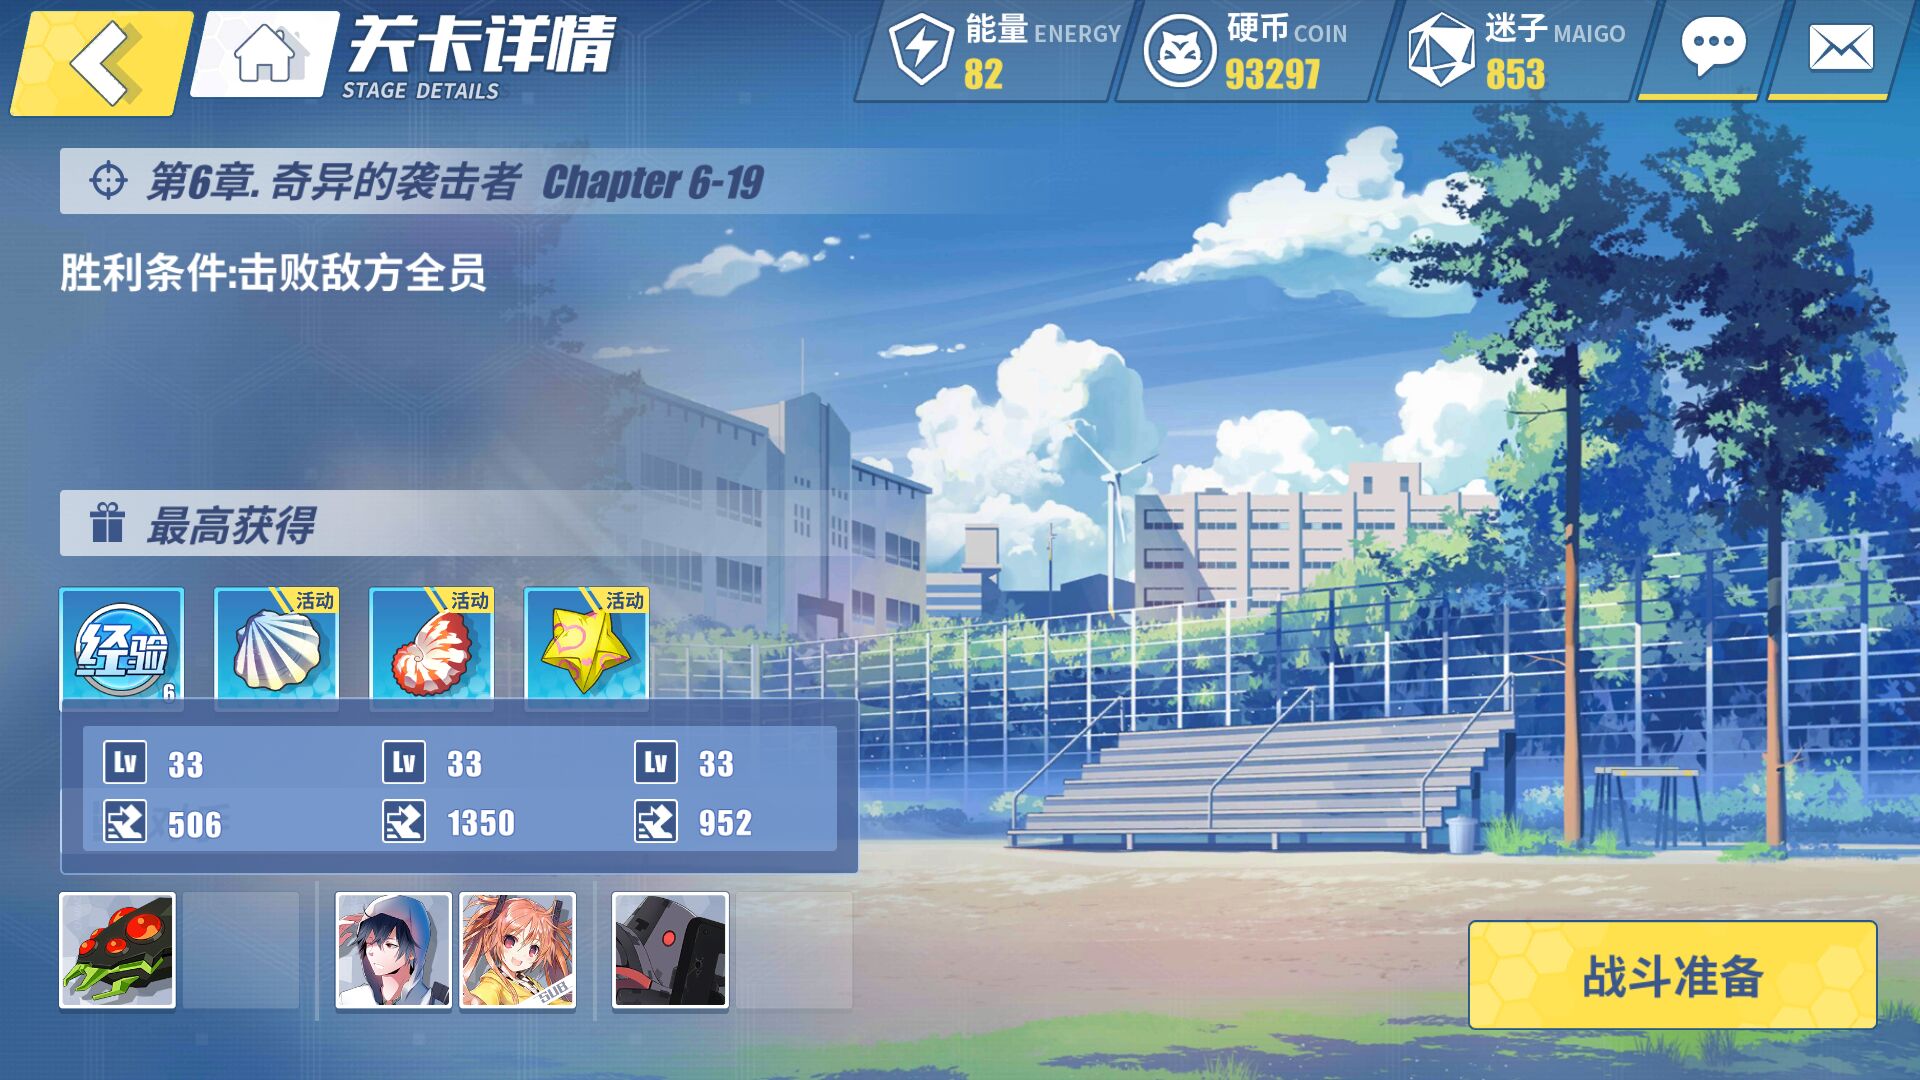 关卡详情
STAGE DETAILS
能量 ENERGY
82
硬币 COIN
93297
迷子 MAIGO
853
第6章. 奇异的袭击者 Chapter 6-19
胜利条件:击败敌方全员
最高获得
经验
6
活动
活动
活动
Lv 33
Lv 33
Lv 33
506
1350
952
SUB
战斗准备